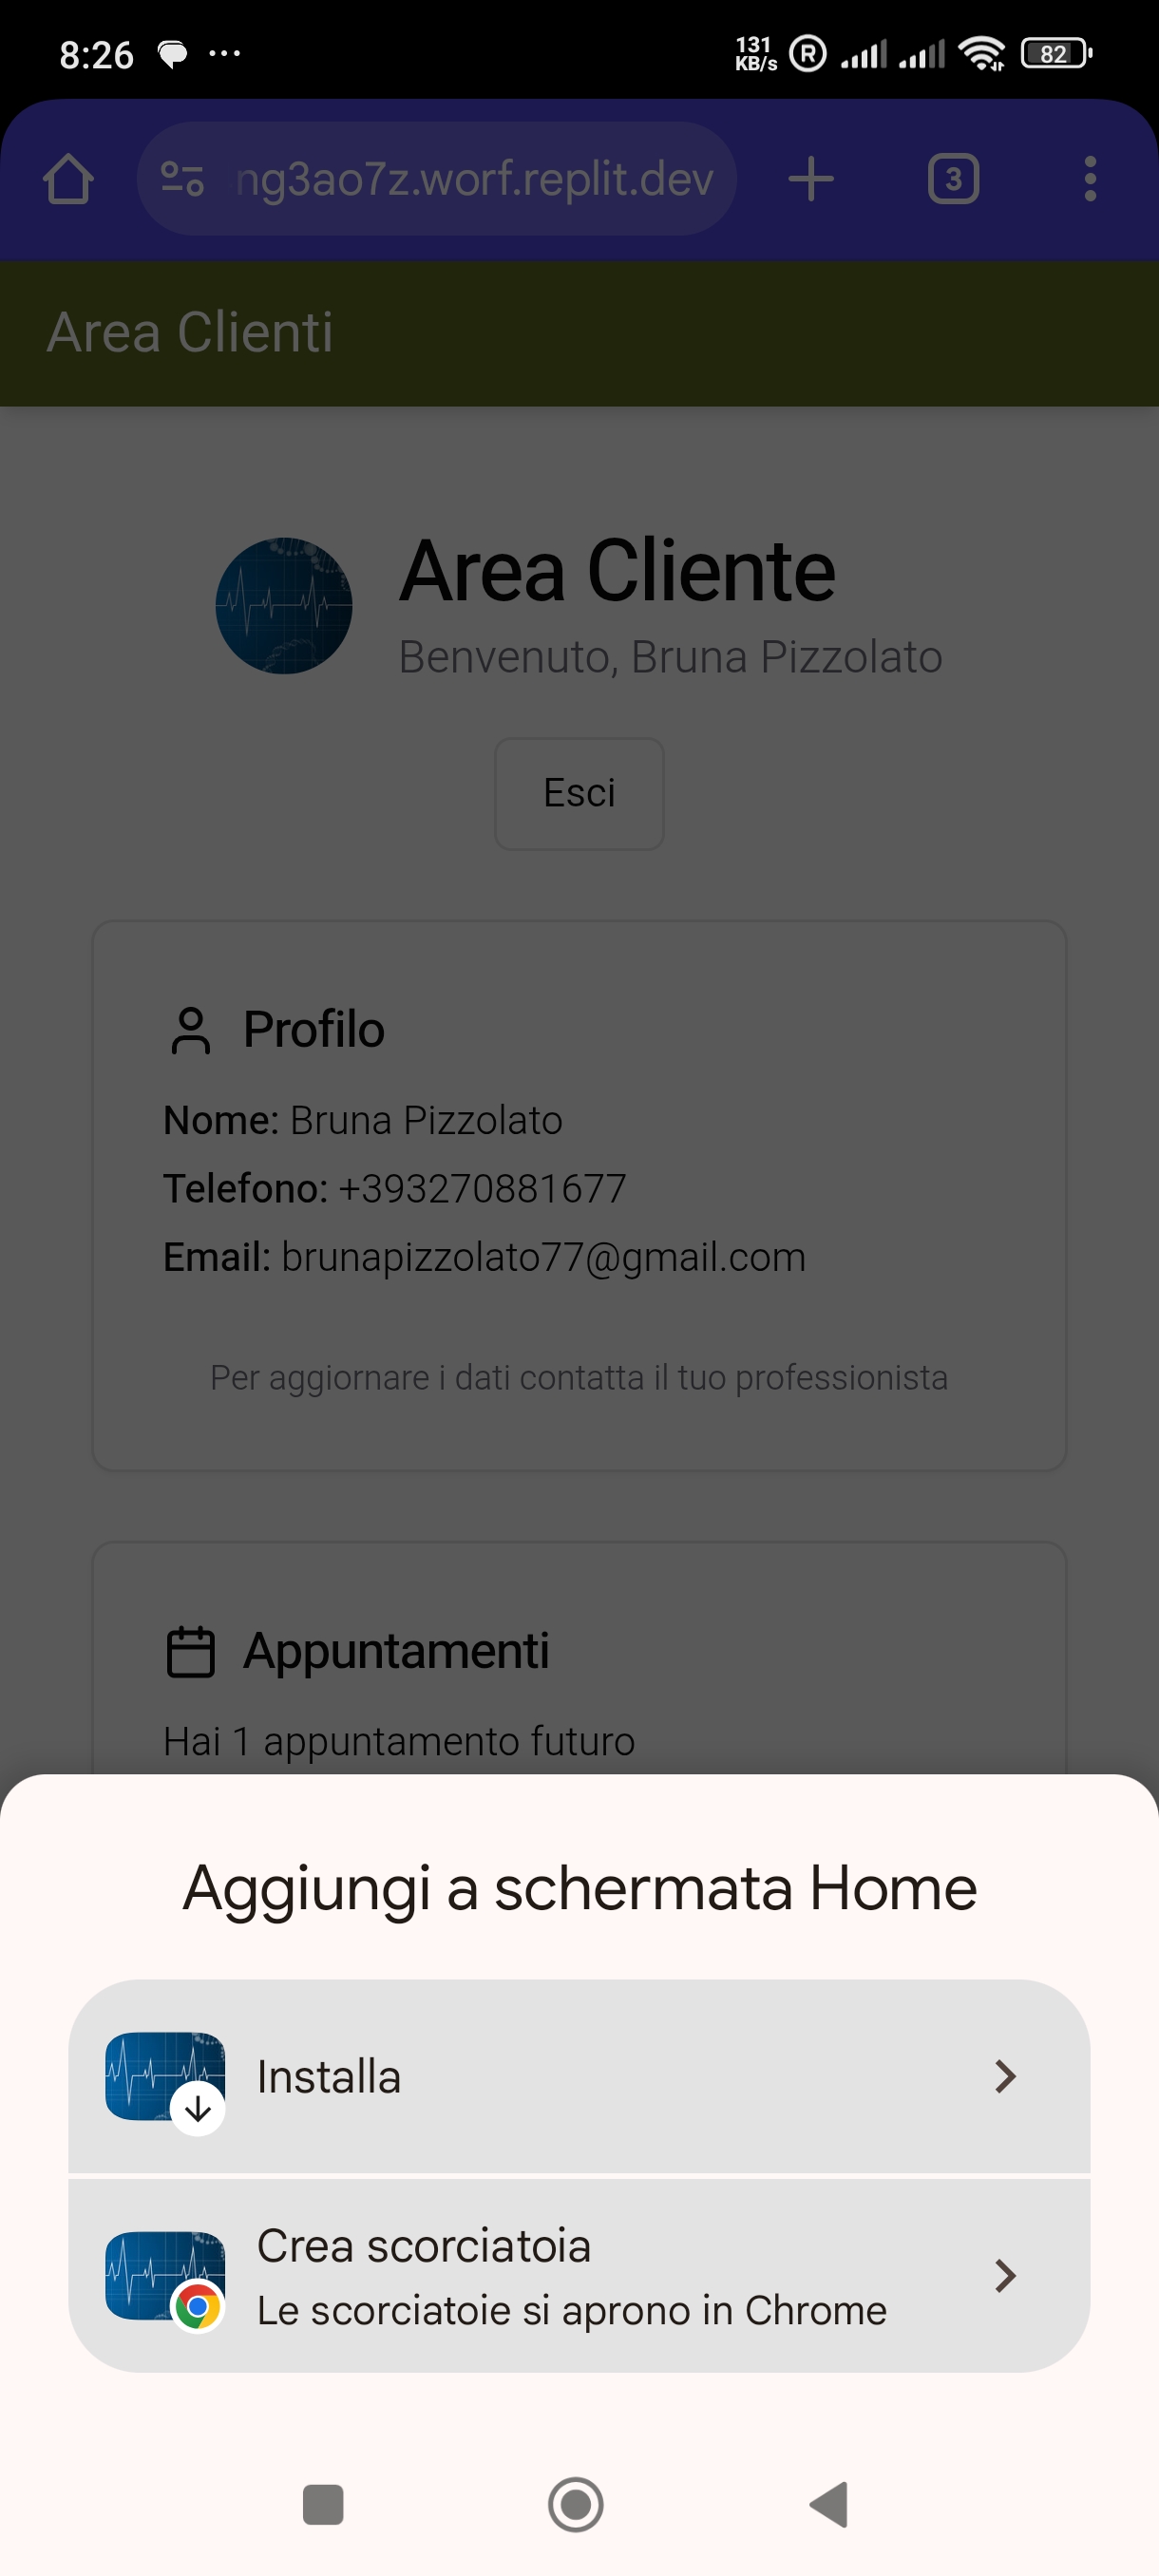 8:26
131
KB/s
R
82
ng3ao7z.worf.replit.dev
3
Area Clienti
Area Cliente
Benvenuto, Bruna Pizzolato
Esci
Profilo
Nome: Bruna Pizzolato
Telefono: +393270881677
Email: brunapizzolato77@gmail.com
Per aggiornare i dati contatta il tuo professionista
Appuntamenti
Hai 1 appuntamento futuro
Aggiungi a schermata Home
Installa
Crea scorciatoia
Le scorciatoie si aprono in Chrome